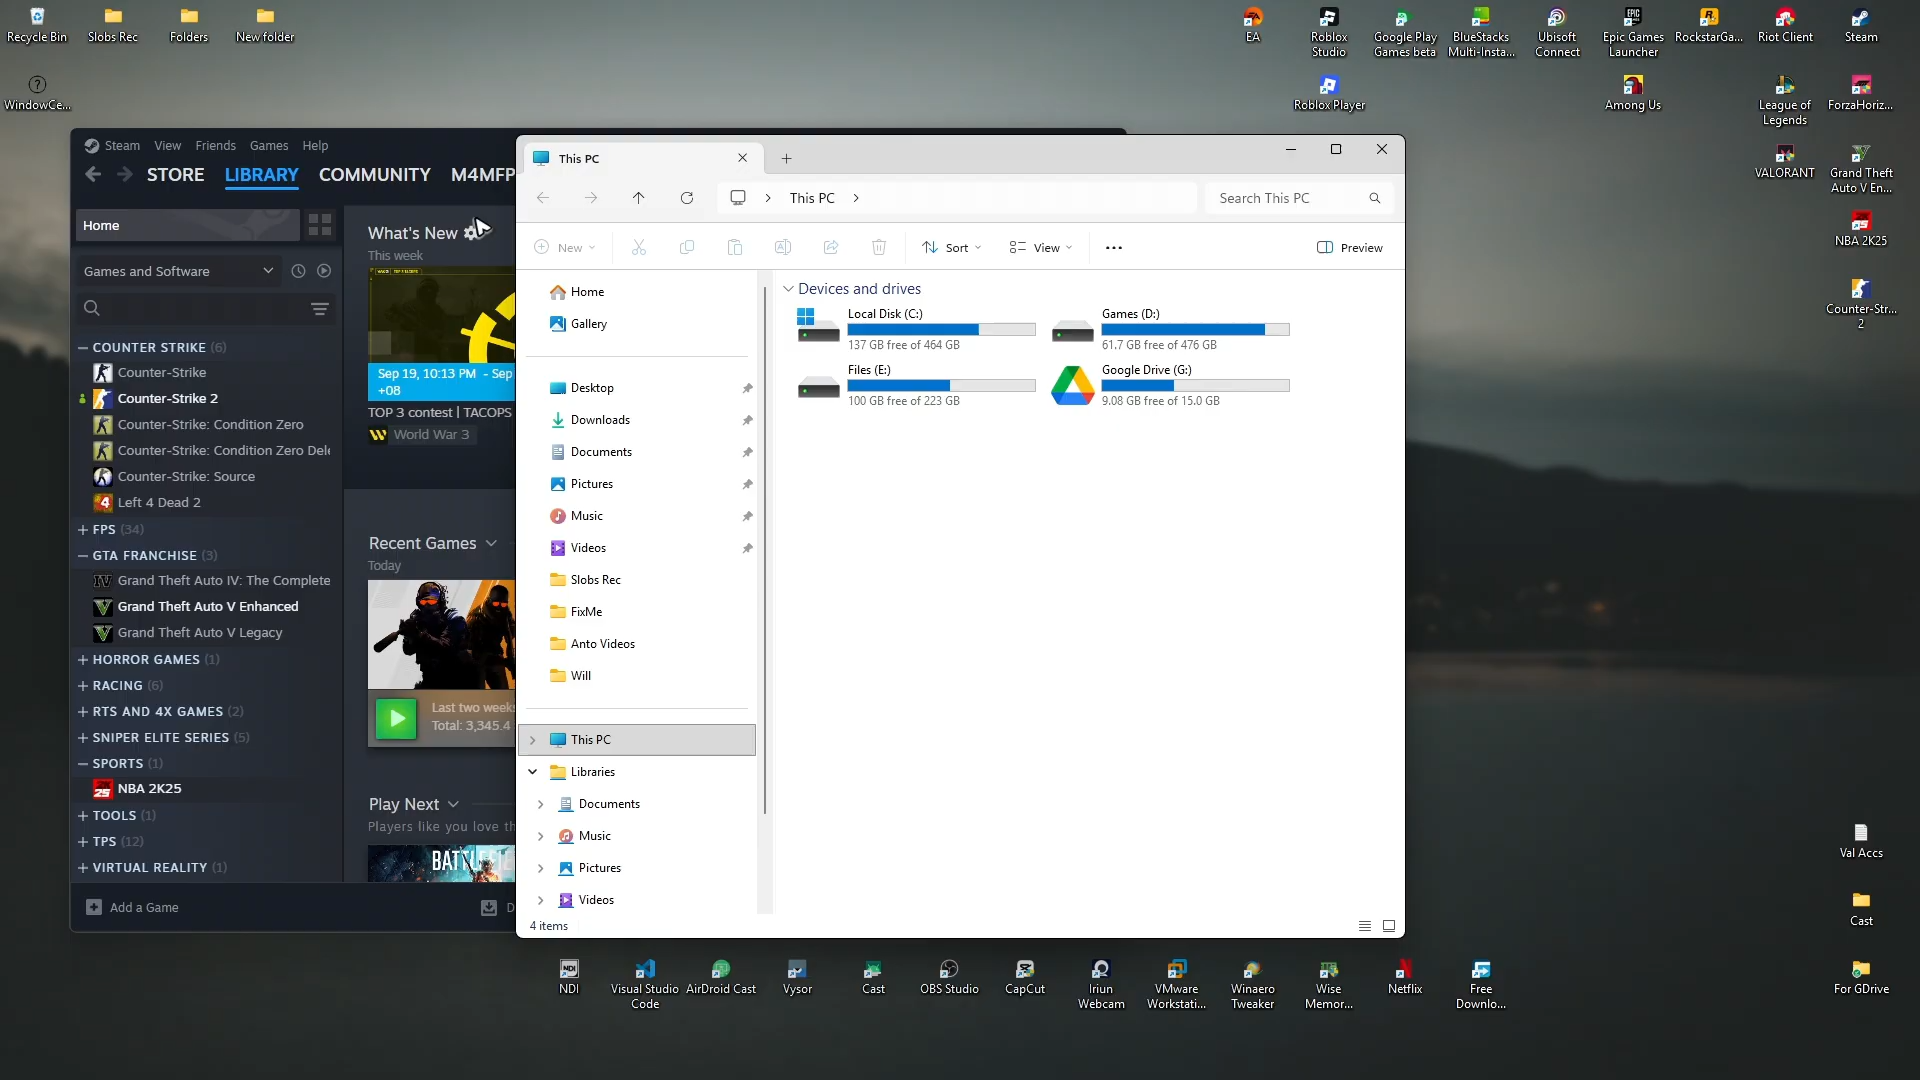 Recycle Bin
Slobs Rec
Folders
New folder
EA
Roblox
Studio
Google Play
Games beta
BlueStacks
Multi-Insta...
Ubisoft
Connect
Epic Games
Launcher
RockstarGa...
Riot Client
Steam
WindowCe...
Roblox Player
Among Us
League of
Legends
ForzaHoriz...
VALORANT
Grand Theft
Auto V En...
NBA 2K25
Counter-Str...
2
Steam View Friends Games Help
STORE LIBRARY COMMUNITY M4MFP
Home
Games and Software
COUNTER STRIKE (6)
Counter-Strike
Counter-Strike 2
Counter-Strike: Condition Zero
Counter-Strike: Condition Zero Dele
Counter-Strike: Source
Left 4 Dead 2
FPS (34)
GTA FRANCHISE (3)
Grand Theft Auto IV: The Complete
Grand Theft Auto V Enhanced
Grand Theft Auto V Legacy
HORROR GAMES (1)
RACING (6)
RTS AND 4X GAMES (2)
SNIPER ELITE SERIES (5)
SPORTS (1)
NBA 2K25
TOOLS (1)
TPS (12)
VIRTUAL REALITY (1)
Add a Game
What's New
This week
Sep 19, 10:13 PM - Sep
+08
TOP 3 contest | TACOPS
World War 3
Recent Games
Today
Last two weeks
Total: 3,345.4
Play Next
Players like you love th
D
This PC
This PC
Search This PC
New
Sort
View
Preview
Home
Gallery
Desktop
Downloads
Documents
Pictures
Music
Videos
Slobs Rec
FixMe
Anto Videos
Will
This PC
Libraries
Documents
Music
Pictures
Videos
Devices and drives
Local Disk (C:)
137 GB free of 464 GB
Games (D:)
61.7 GB free of 476 GB
Files (E:)
100 GB free of 223 GB
Google Drive (G:)
9.08 GB free of 15.0 GB
4 items
Val Accs
Cast
For GDrive
NDI
Visual Studio
Code
AirDroid Cast
Vysor
Cast
OBS Studio
CapCut
Iriun
Webcam
VMware
Workstati...
Winaero
Tweaker
Wise
Memor...
Netflix
Free
Downlo...